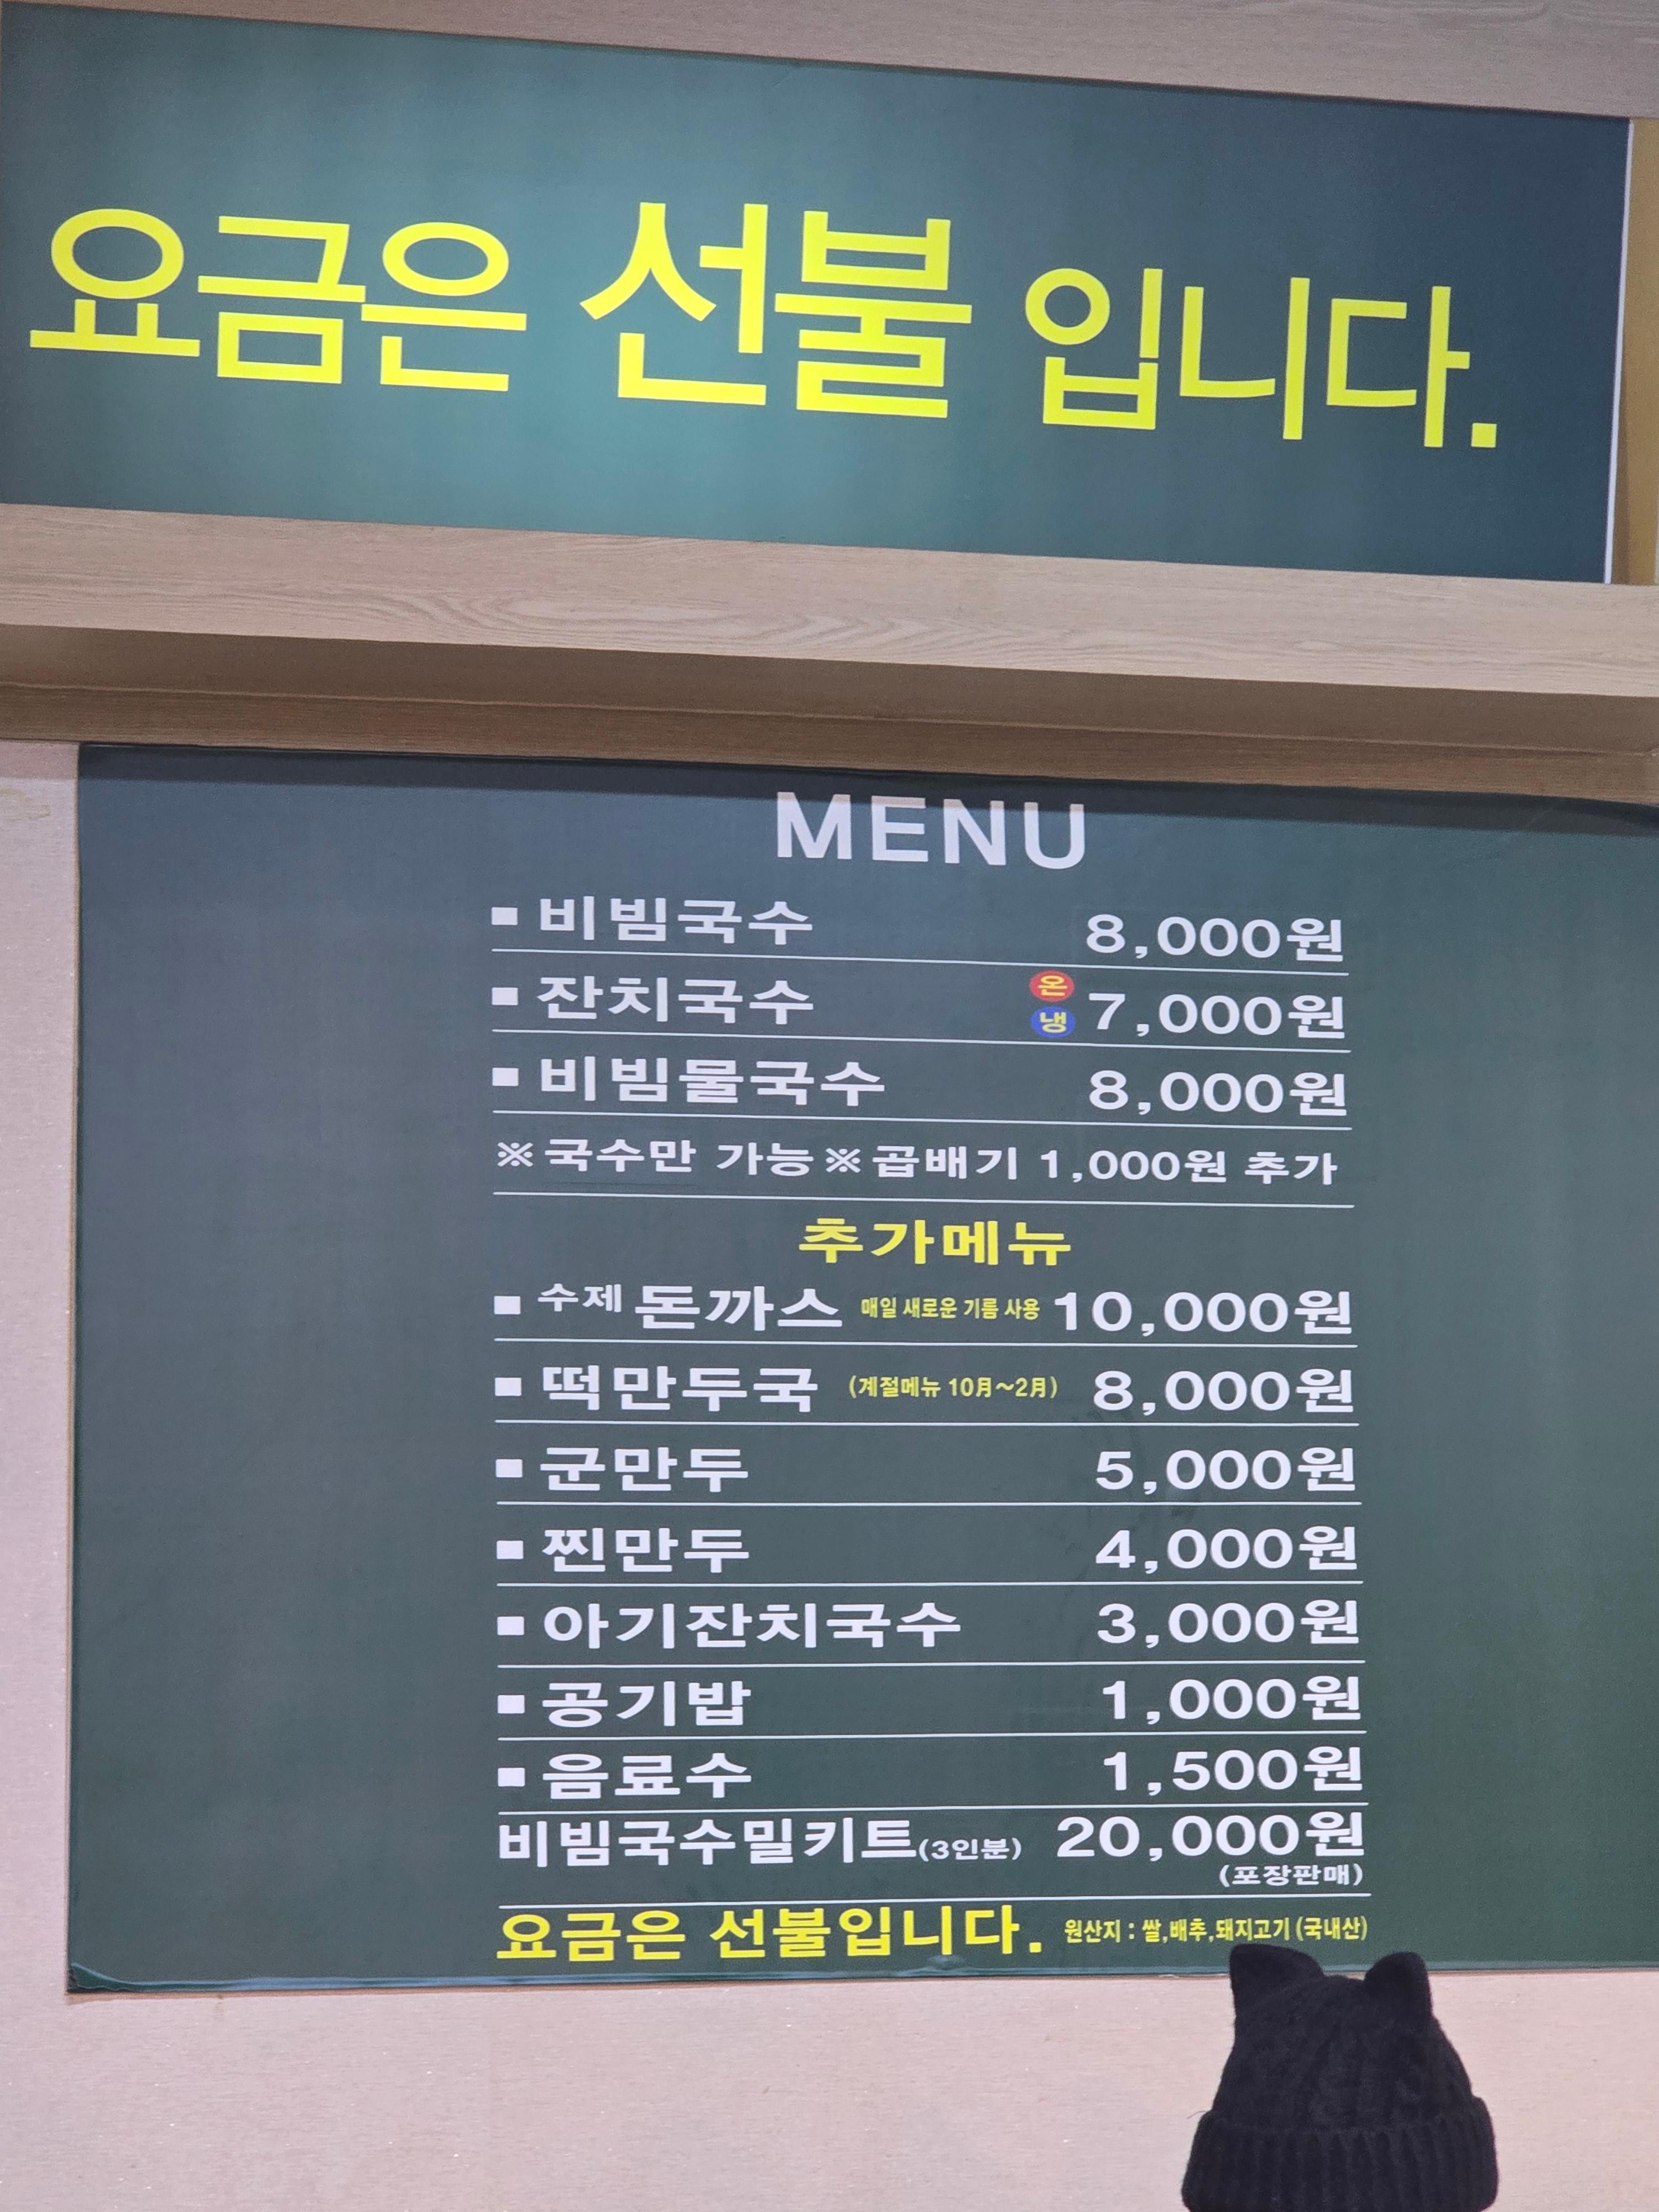 요금은 선불 입니다.
MENU
■ 비빔국수 8,000원
■ 잔치국수 온 냉 7,000원
■ 비빔물국수 8,000원
※국수만 가능※곱배기 1,000원 추가
추가메뉴
■ 수제 돈까스 매일 새로운 기름 사용 10,000원
■ 떡만두국 (계절메뉴 10月~2月) 8,000원
■ 군만두 5,000원
■ 찐만두 4,000원
■ 아기잔치국수 3,000원
■ 공기밥 1,000원
■ 음료수 1,500원
비빔국수밀키트(3인분) 20,000원
(포장판매)
요금은 선불입니다. 원산지 : 쌀,배추,돼지고기 (국내산)